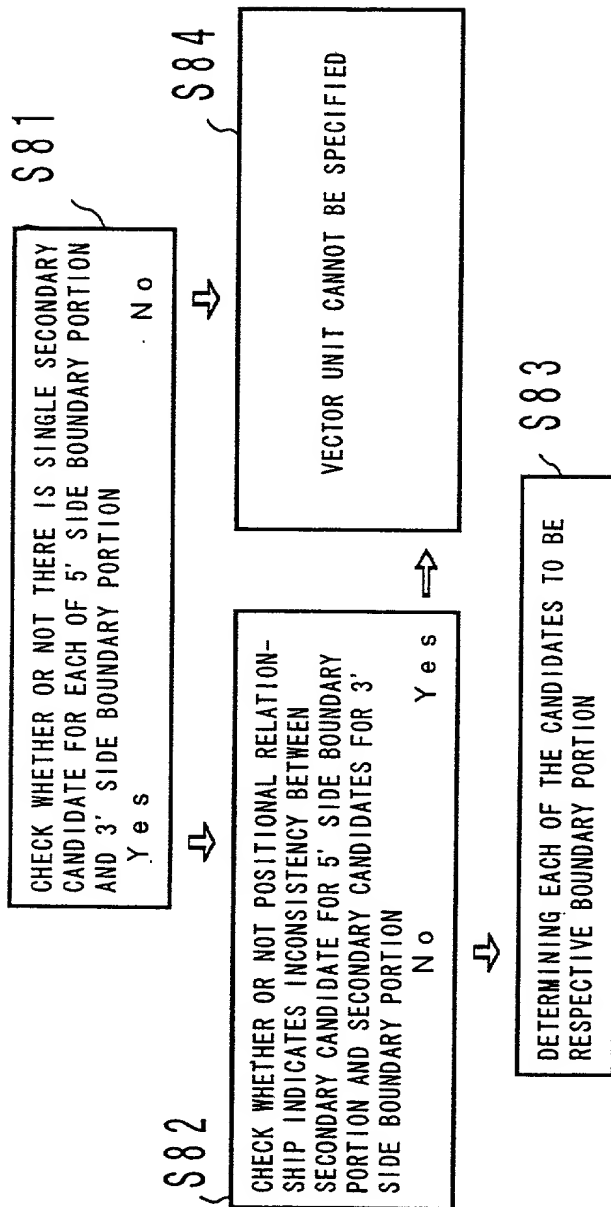 S81
CHECK WHETHER OR NOT THERE IS SINGLE SECONDARY
CANDIDATE FOR EACH OF 5' SIDE BOUNDARY PORTION
AND 3' SIDE BOUNDARY PORTION
Yes No
S82
CHECK WHETHER OR NOT POSITIONAL RELATION-
SHIP INDICATES INCONSISTENCY BETWEEN
SECONDARY CANDIDATE FOR 5' SIDE BOUNDARY
PORTION AND SECONDARY CANDIDATES FOR 3'
SIDE BOUNDARY PORTION
No Yes
S84
VECTOR UNIT CANNOT BE SPECIFIED
S83
DETERMINING EACH OF THE CANDIDATES TO BE
RESPECTIVE BOUNDARY PORTION